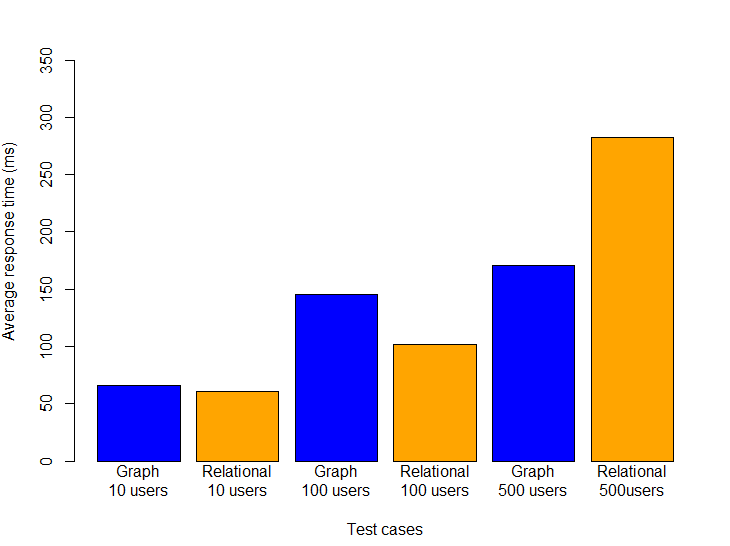 Average response time (ms)
350
300
250
200
150
100
50
0
Graph Relational Graph Relational Graph Relational
10 users 10 users 100 users 100 users 500 users 500users
Test cases